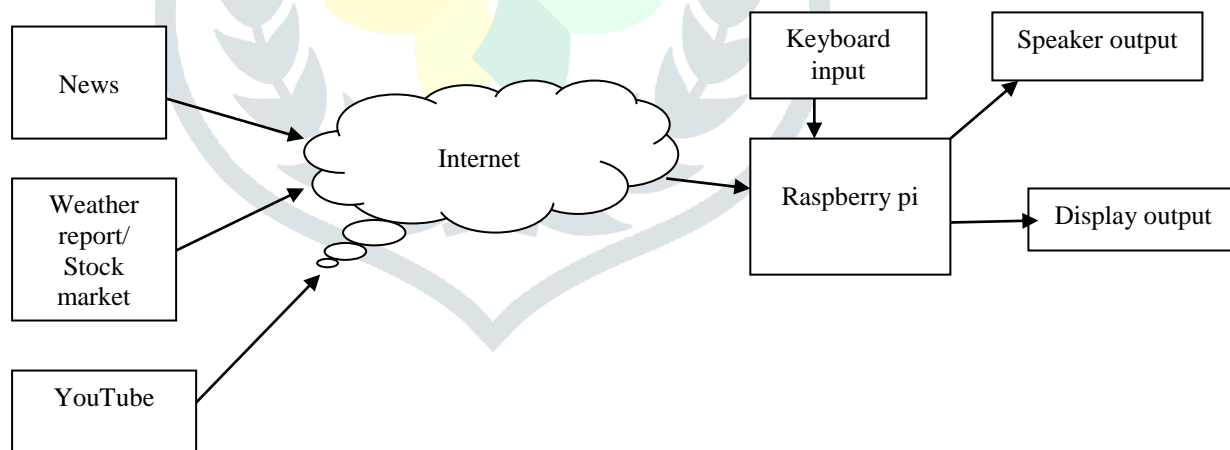 News
Weather
report/
Stock
market
YouTube
Internet
Keyboard
input
Raspberry pi
Speaker output
Display output